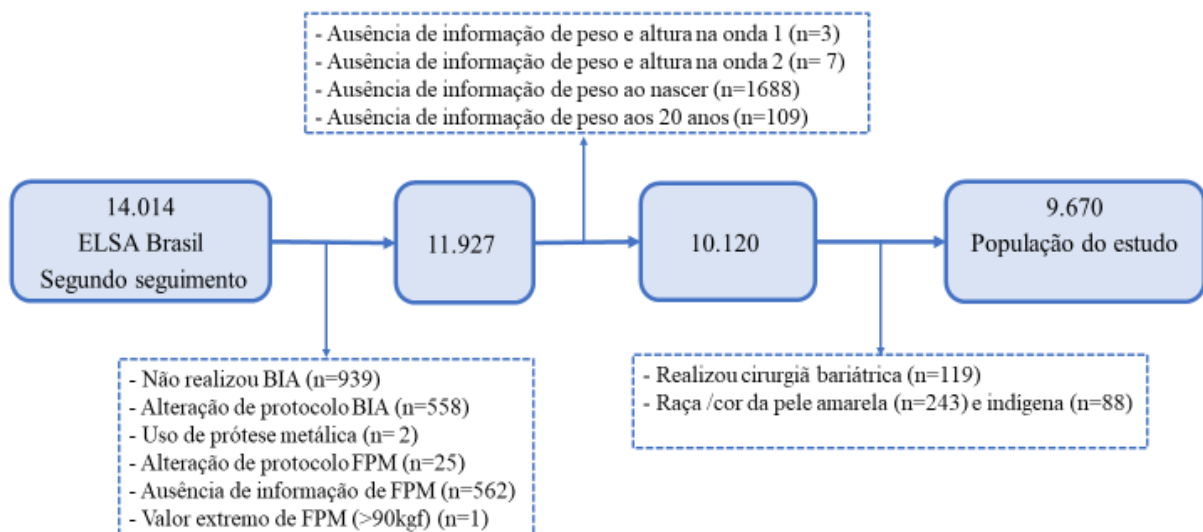 - Ausência de informação de peso e altura na onda 1 (n=3)
- Ausência de informação de peso e altura na onda 2 (n= 7)
- Ausência de informação de peso ao nascer (n=1688)
- Ausência de informação de peso aos 20 anos (n=109)
14.014
ELSA Brasil
Segundo seguimento
11.927
10.120
9.670
População do estudo
- Não realizou BIA (n=939)
- Alteração de protocolo BIA (n=558)
- Uso de prótese metálica (n= 2)
- Alteração de protocolo FPM (n=25)
- Ausência de informação de FPM (n=562)
- Valor extremo de FPM (>90kgf) (n=1)
- Realizou cirurgiã bariátrica (n=119)
- Raça /cor da pele amarela (n=243) e indígena (n=88)